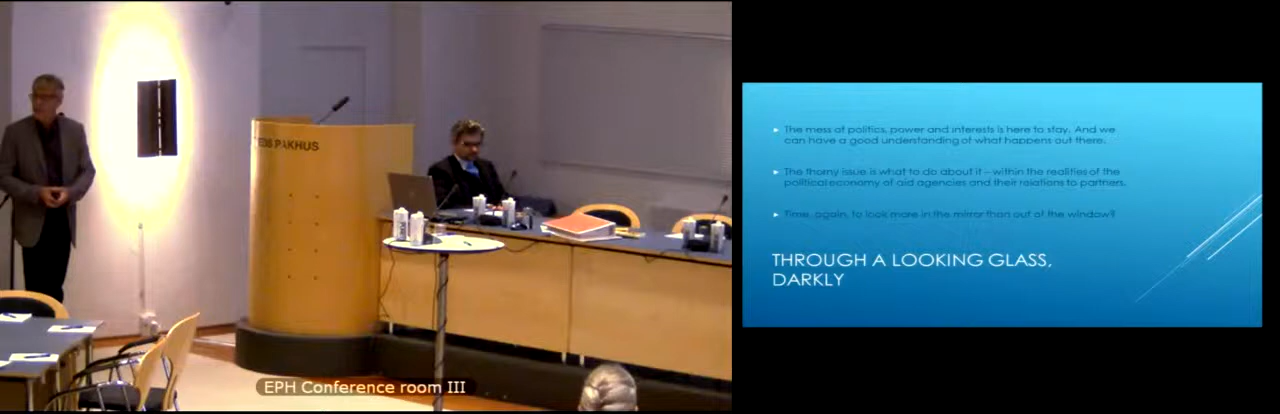 PAKHUS
EPH Conference room III
The mess of politics, power and interests is here to stay. And we
can have a good understanding of what happens out there.
The thorny issue is what to do about it – within the realities of the
political economy of aid agencies and their relations to partners.
Time, again, to look more in the mirror than out of the window?
THROUGH A LOOKING GLASS,
DARKLY